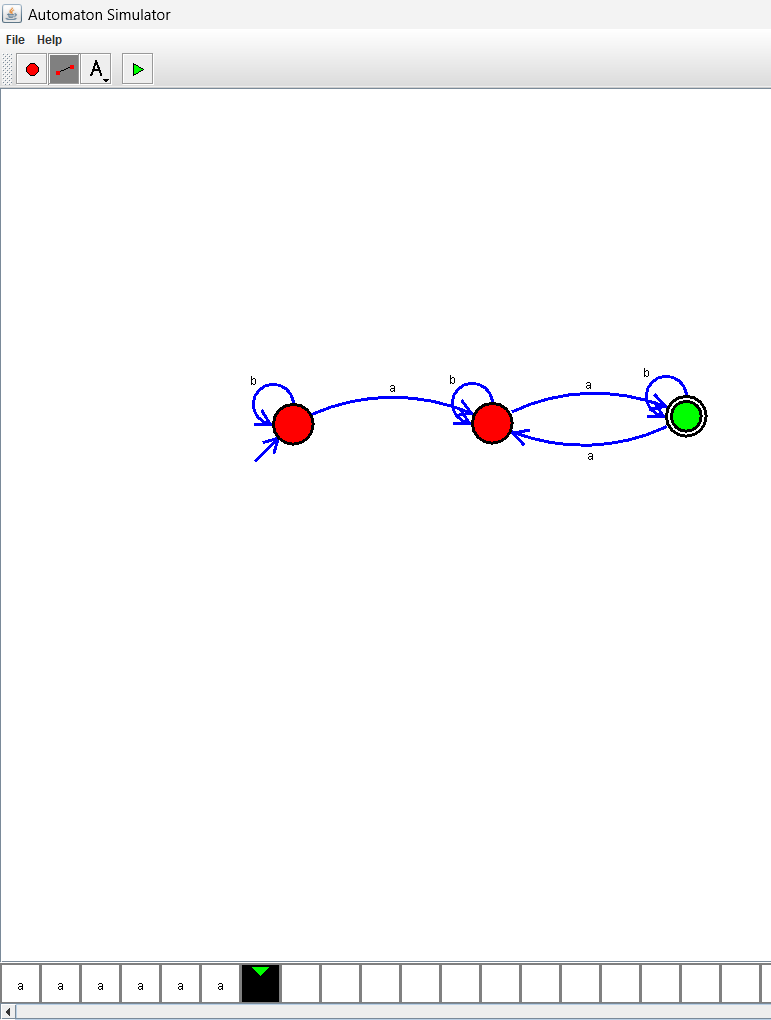 Automaton Simulator
File Help
A
b b b
a a
a
a a a a a a